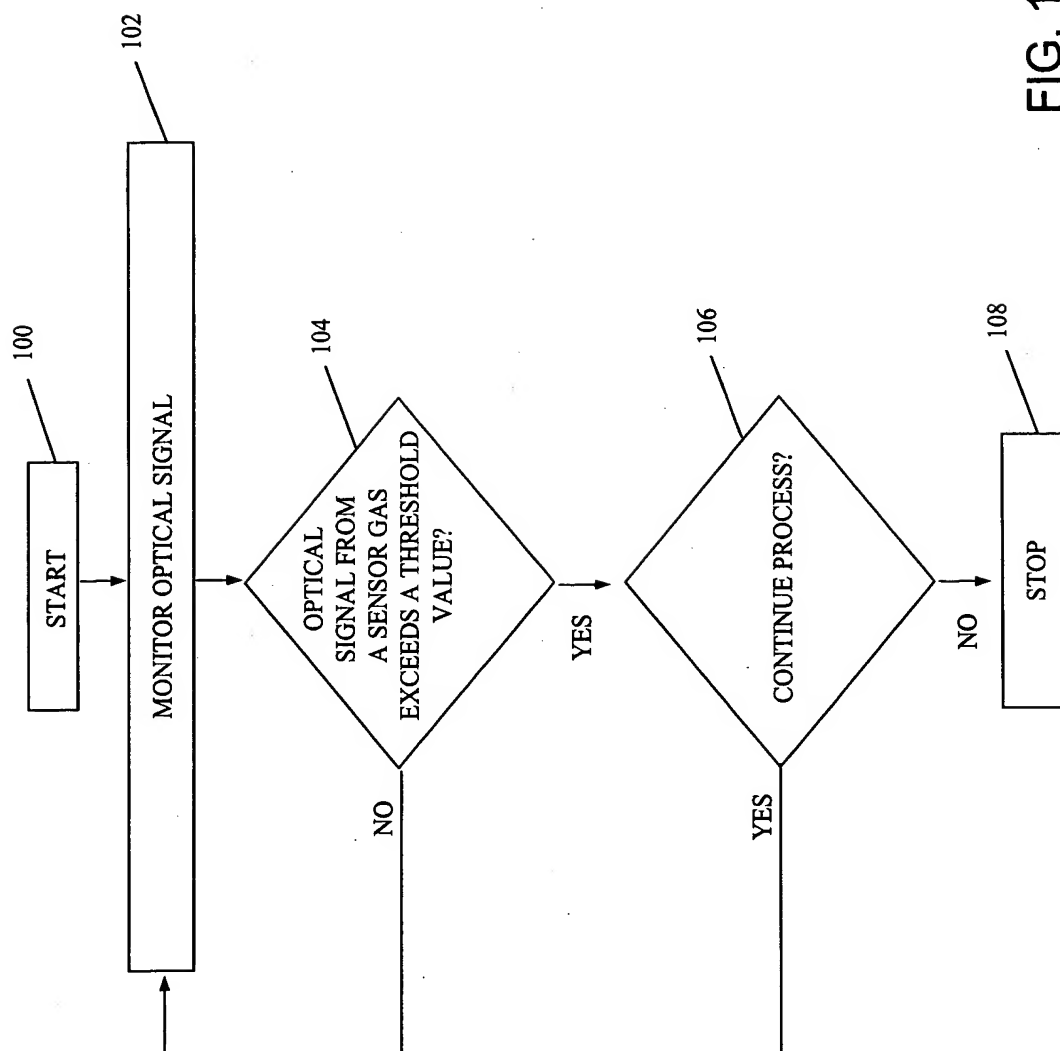 100
START
102
MONITOR OPTICAL SIGNAL
104
OPTICAL
SIGNAL FROM
A SENSOR GAS
EXCEEDS A THRESHOLD
VALUE?
NO
YES
106
CONTINUE PROCESS?
YES
NO
108
STOP
FIG. 1